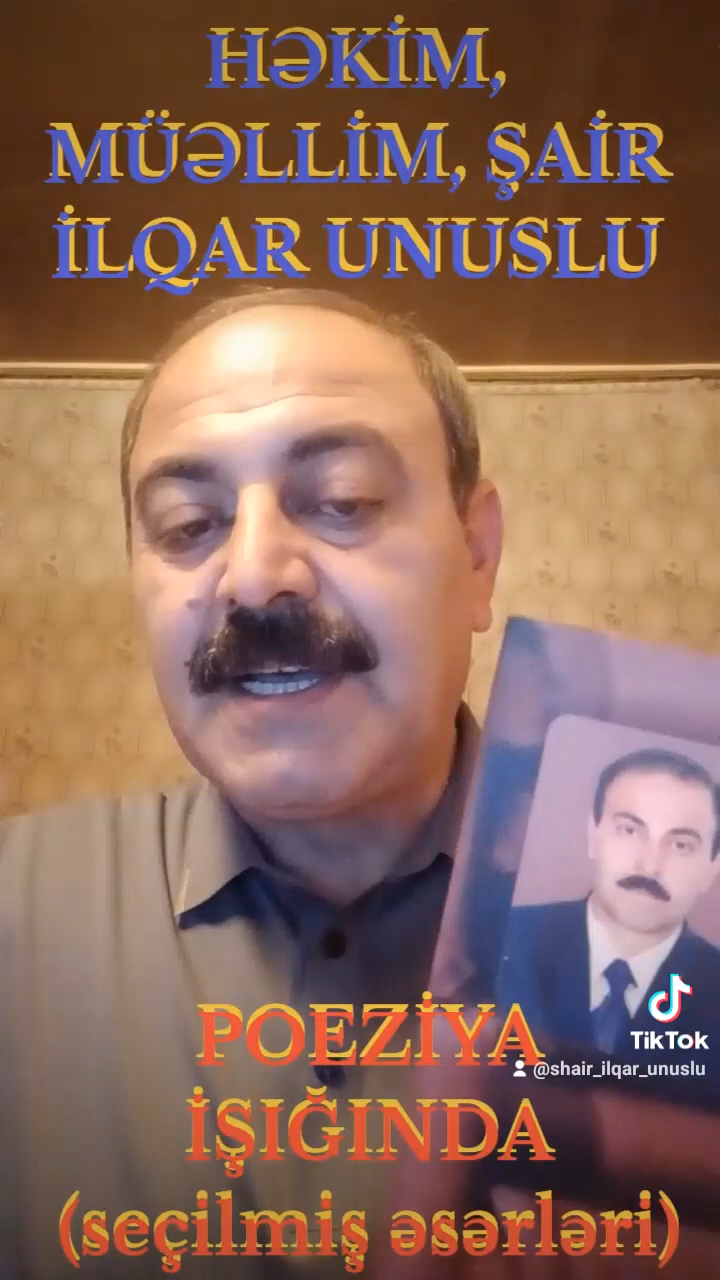 HƏKİM,
MÜƏLLİM, ŞAİR
İLQAR UNUSLU
TikTok
@shair_ilqar_unuslu
POEZİYA
İŞIĞINDA
(seçilmiş əsərləri)